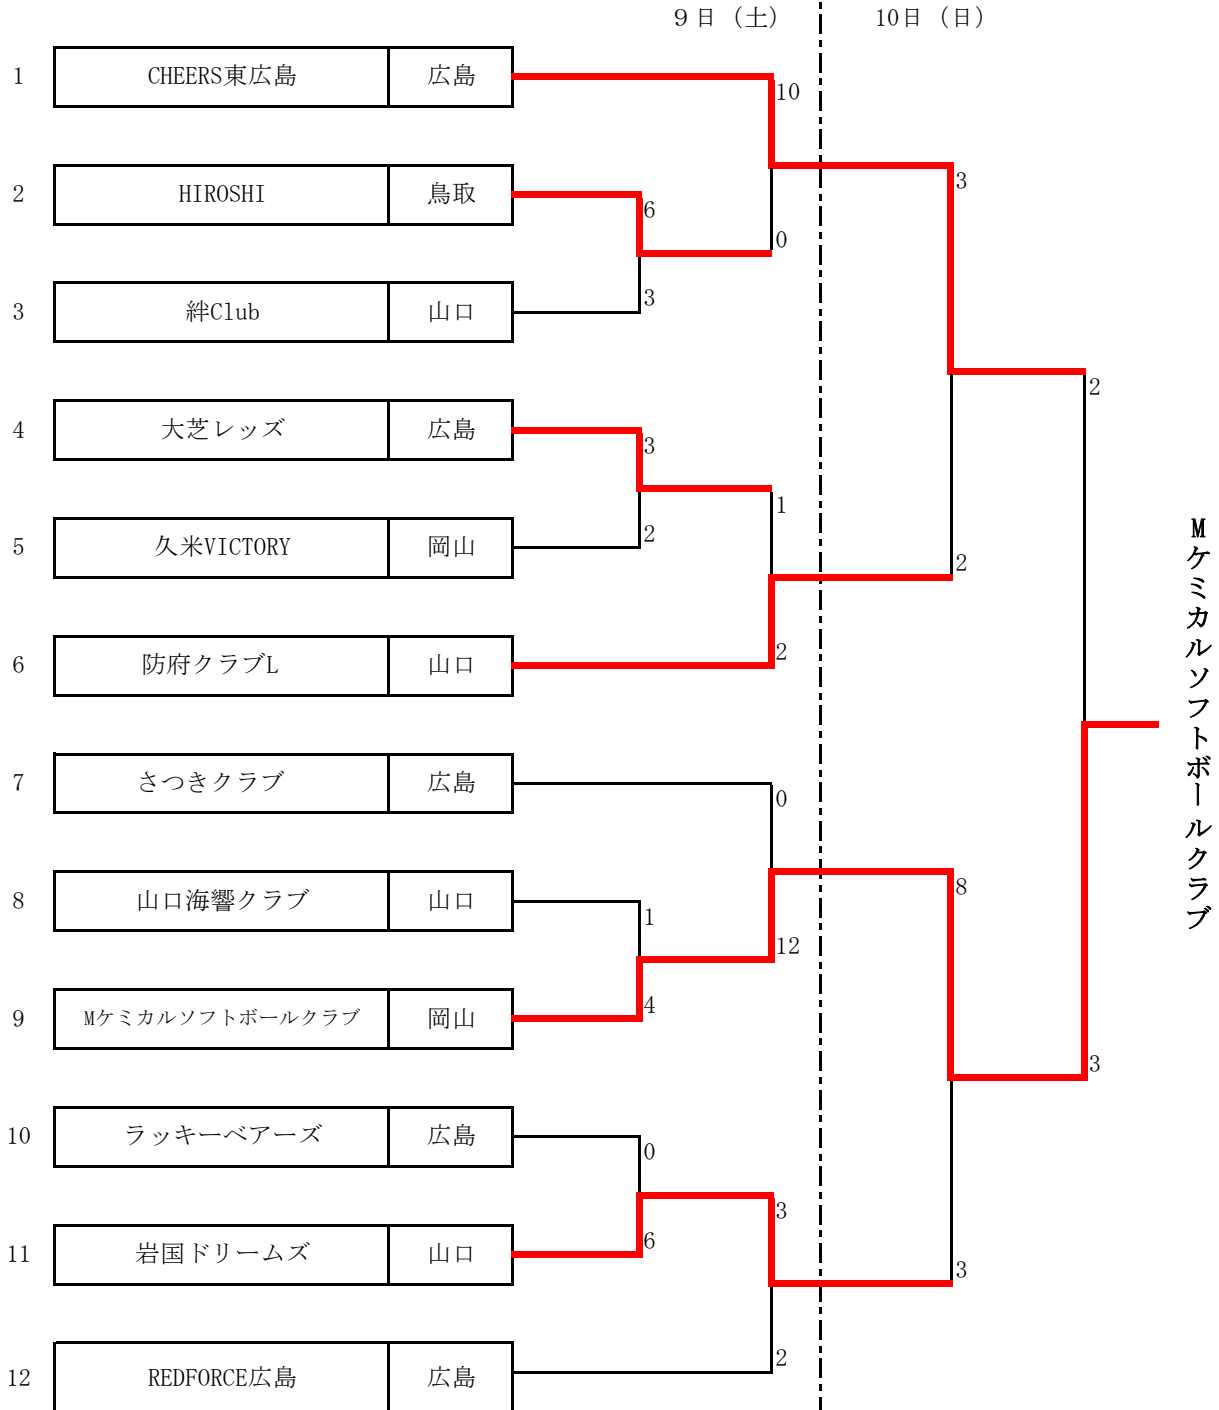 ９日（土）
10日（日）
1 CHEERS東広島 広島
10
2 HIROSHI 鳥取
3
6
0
3 絆Club 山口
3
2
4 大芝レッズ 広島
3
1
5 久米VICTORY 岡山
2
2
6 防府クラブL 山口
2
Mケミカルソフトボールクラブ
7 さつきクラブ 広島
0
8 山口海響クラブ 山口
8
1
12
9 Mケミカルソフトボールクラブ 岡山
4
3
10 ラッキーベアーズ 広島
0
3
11 岩国ドリームズ 山口
6
3
12 REDFORCE広島 広島
2